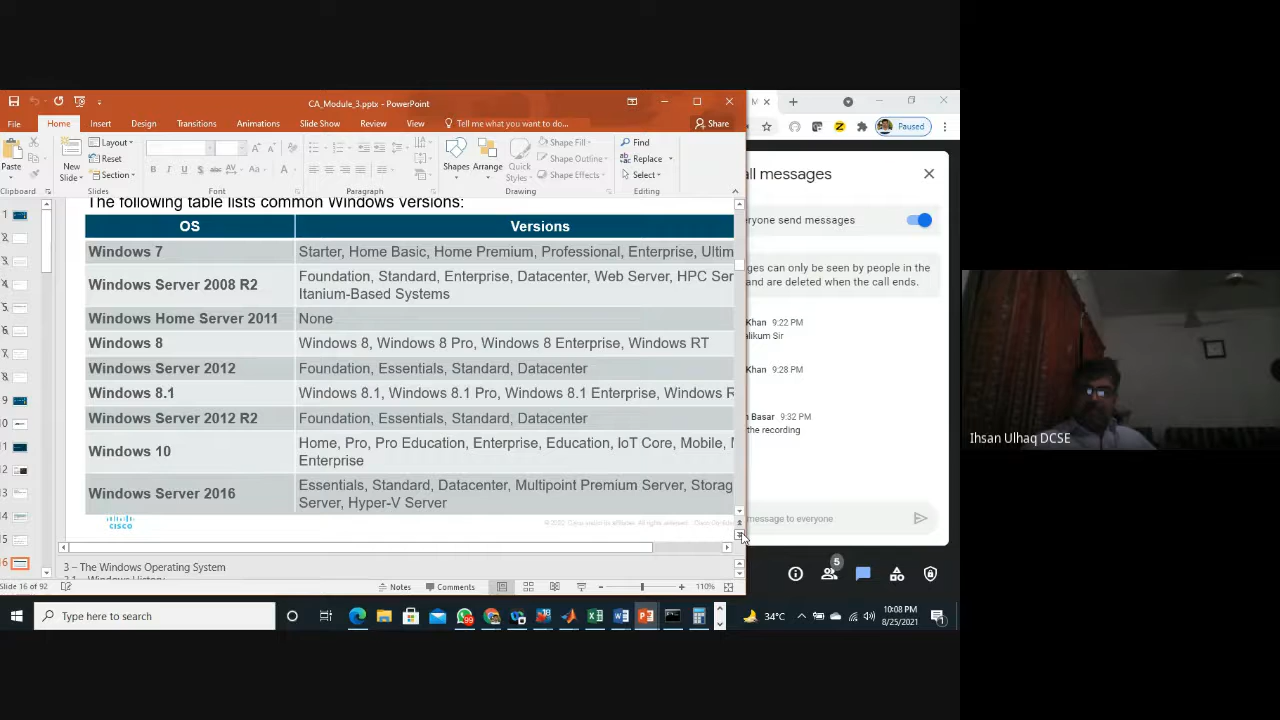 CA_Module_3.pptx - PowerPoint
File Home Insert Design Transitions Animations Slide Show Review View Tell me what you want to do... Share
Paste
New
Slide
Layout
Reset
Section
Shapes
Arrange
Quick
Styles
Shape Fill
Shape Outline
Shape Effects
Find
Replace
Select
Clipboard Slides Font Paragraph Drawing Editing
The following table lists common Windows versions:
OS Versions
Windows 7 Starter, Home Basic, Home Premium, Professional, Enterprise, Ultim
Windows Server 2008 R2 Foundation, Standard, Enterprise, Datacenter, Web Server, HPC Ser
Itanium-Based Systems
Windows Home Server 2011 None
Windows 8 Windows 8, Windows 8 Pro, Windows 8 Enterprise, Windows RT
Windows Server 2012 Foundation, Essentials, Standard, Datacenter
Windows 8.1 Windows 8.1, Windows 8.1 Pro, Windows 8.1 Enterprise, Windows R
Windows Server 2012 R2 Foundation, Essentials, Standard, Datacenter
Windows 10 Home, Pro, Pro Education, Enterprise, Education, IoT Core, Mobile, M
Enterprise
Windows Server 2016 Essentials, Standard, Datacenter, Multipoint Premium Server, Storag
Server, Hyper-V Server
CISCO
3 – The Windows Operating System
3.1 – Windows History
Slide 16 of 92
Notes
Comments
110%
Paused
all messages
eryone send messages
ges can only be seen by people in the
and are deleted when the call ends.
Khan 9:22 PM
alikum Sir
Khan 9:28 PM
Basar 9:32 PM
the recording
message to everyone
5
Type here to search
99
34°C
10:08 PM
8/25/2021
Ihsan Ulhaq DCSE